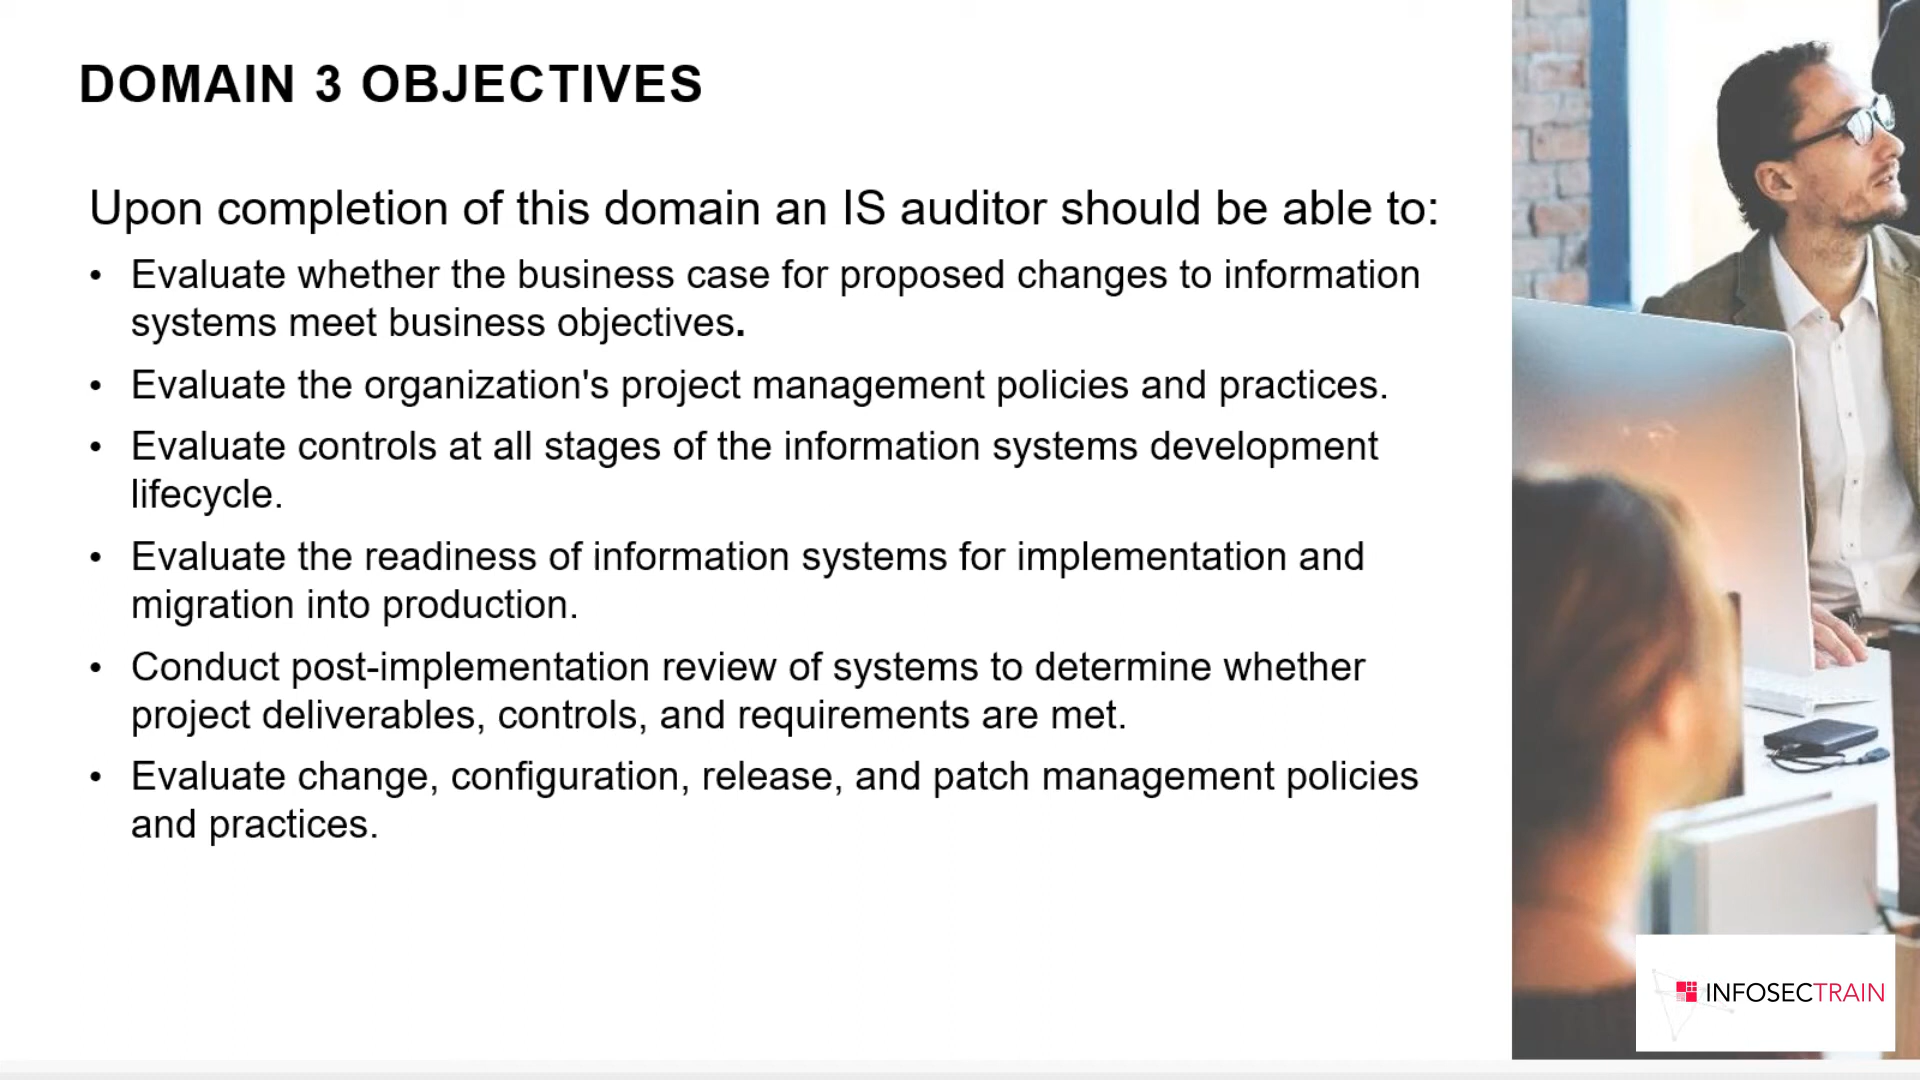 DOMAIN 3 OBJECTIVES
Upon completion of this domain an IS auditor should be able to:
• Evaluate whether the business case for proposed changes to information
systems meet business objectives.
• Evaluate the organization's project management policies and practices.
• Evaluate controls at all stages of the information systems development
lifecycle.
• Evaluate the readiness of information systems for implementation and
migration into production.
• Conduct post-implementation review of systems to determine whether
project deliverables, controls, and requirements are met.
• Evaluate change, configuration, release, and patch management policies
and practices.
INFOSECTRAIN